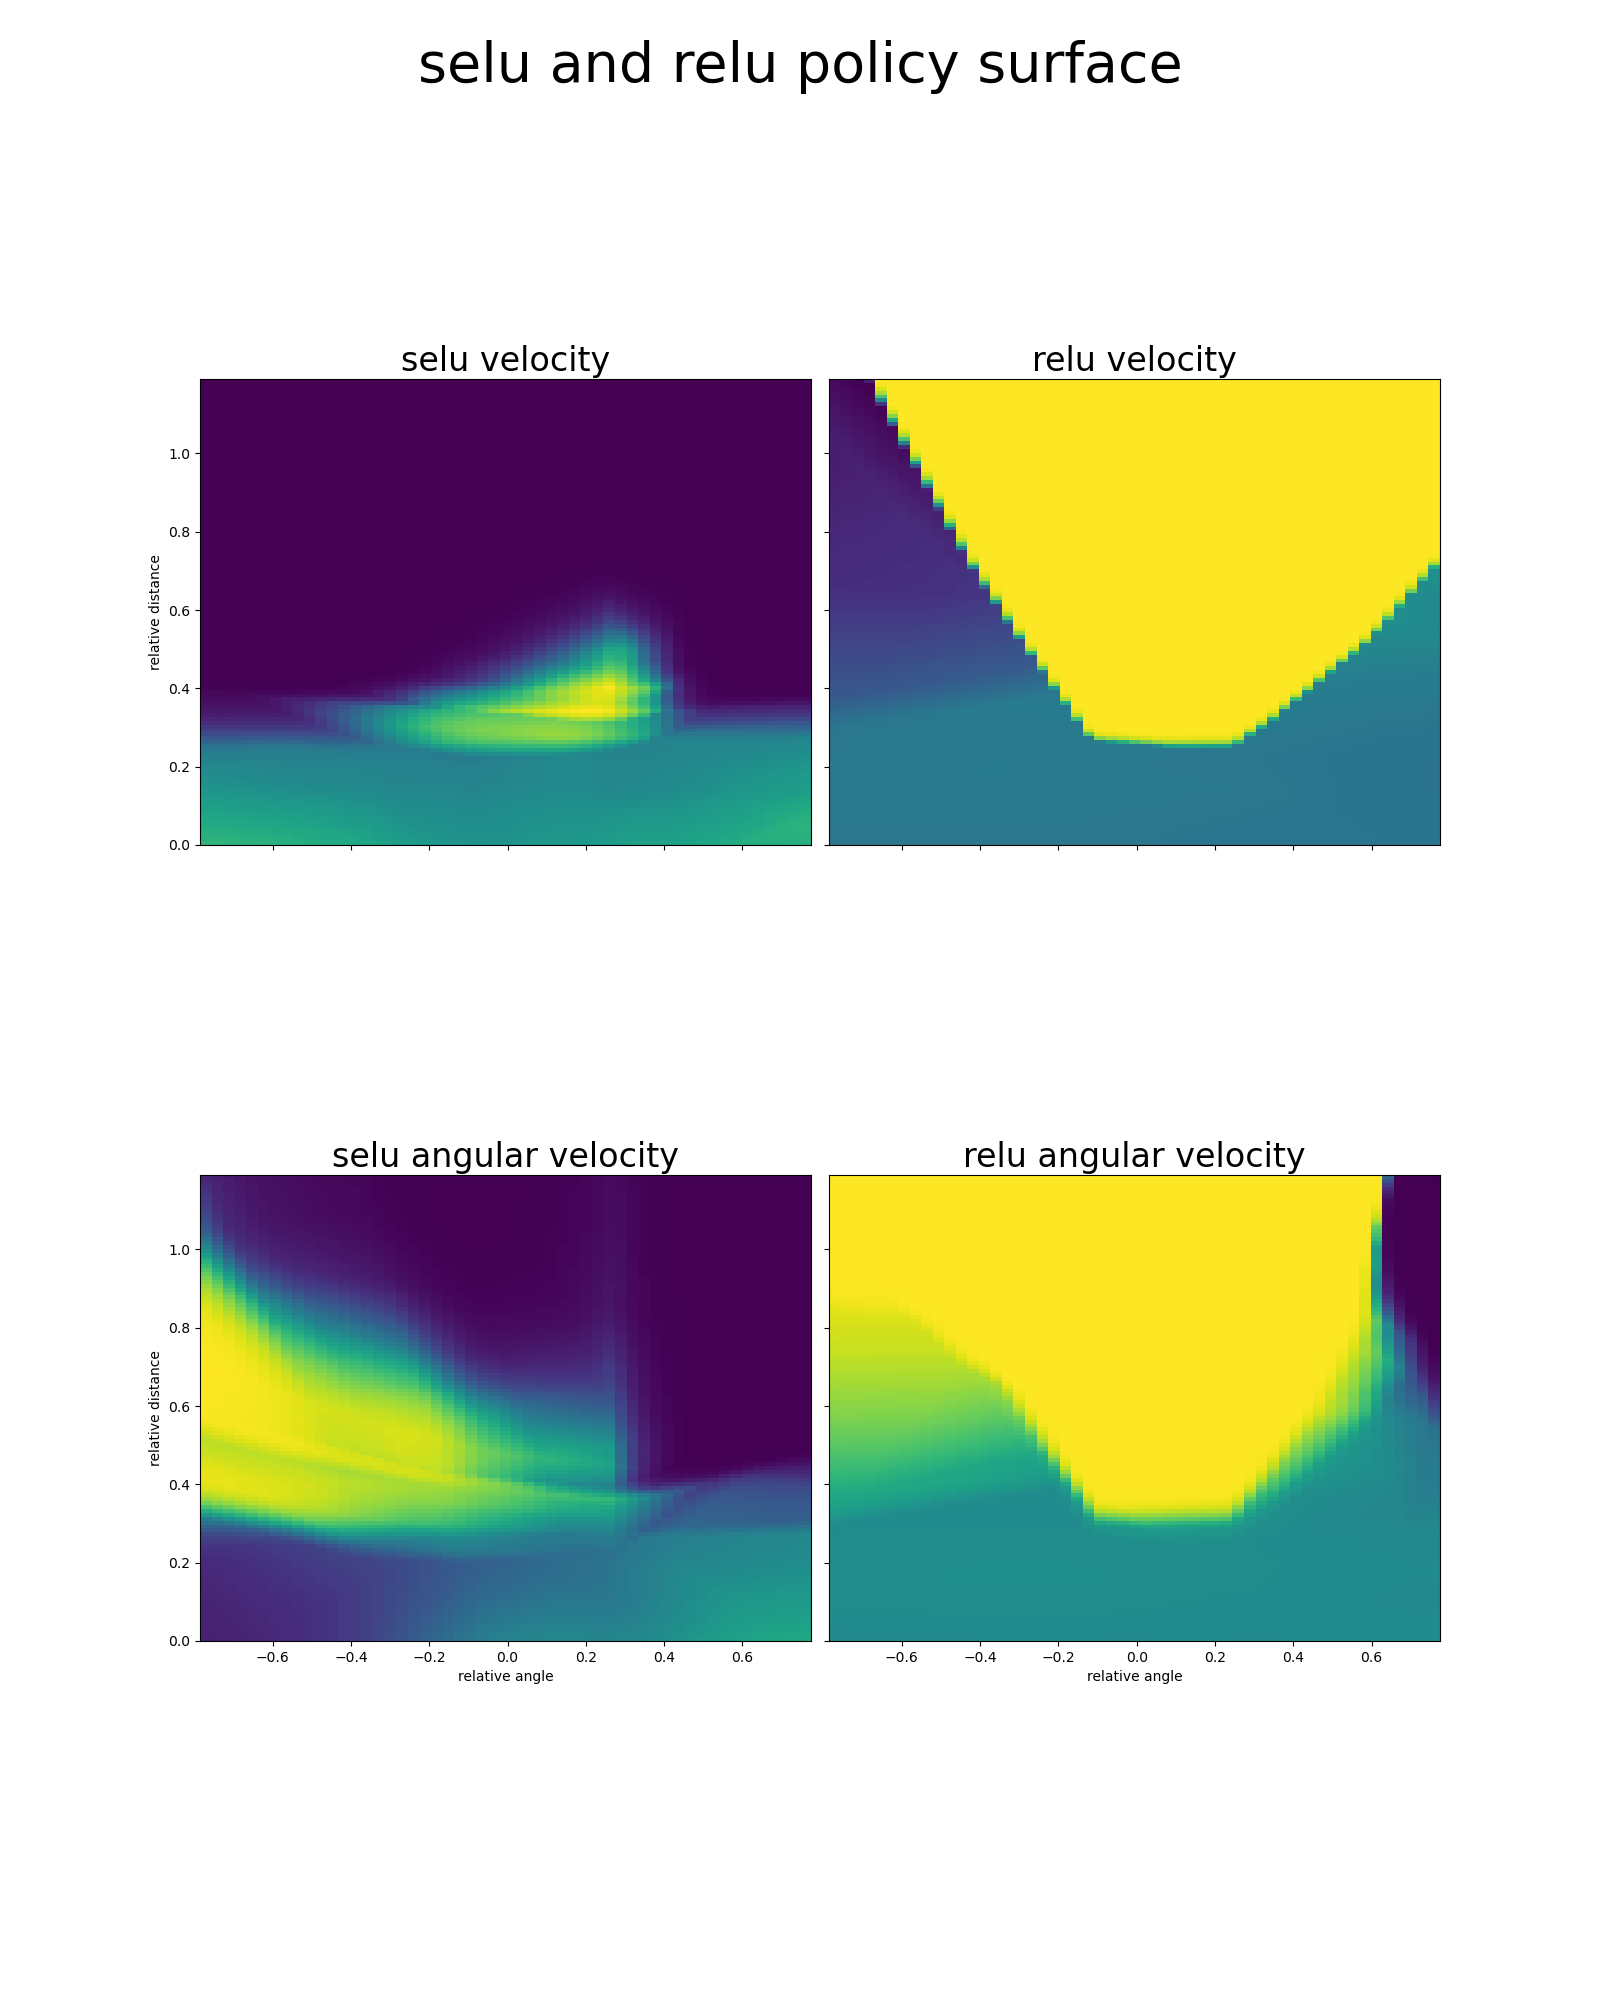 selu and relu policy surface
selu velocity
relu velocity
1.0
0.8
0.6
0.4
0.2
0.0
relative distance
selu angular velocity
relu angular velocity
1.0
0.8
0.6
0.4
0.2
0.0
relative distance
−0.6 −0.4 −0.2 0.0 0.2 0.4 0.6
−0.6 −0.4 −0.2 0.0 0.2 0.4 0.6
relative angle
relative angle